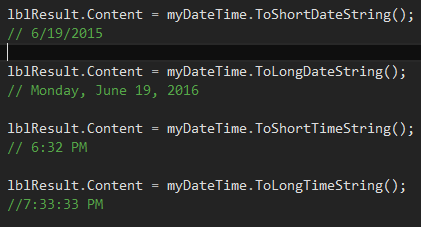 lblResult.Content = myDateTime.ToShortDateString();
// 6/19/2015
lblResult.Content = myDateTime.ToLongDateString();
// Monday, June 19, 2016
lblResult.Content = myDateTime.ToShortTimeString();
// 6:32 PM
lblResult.Content = myDateTime.ToLongTimeString();
//7:33:33 PM